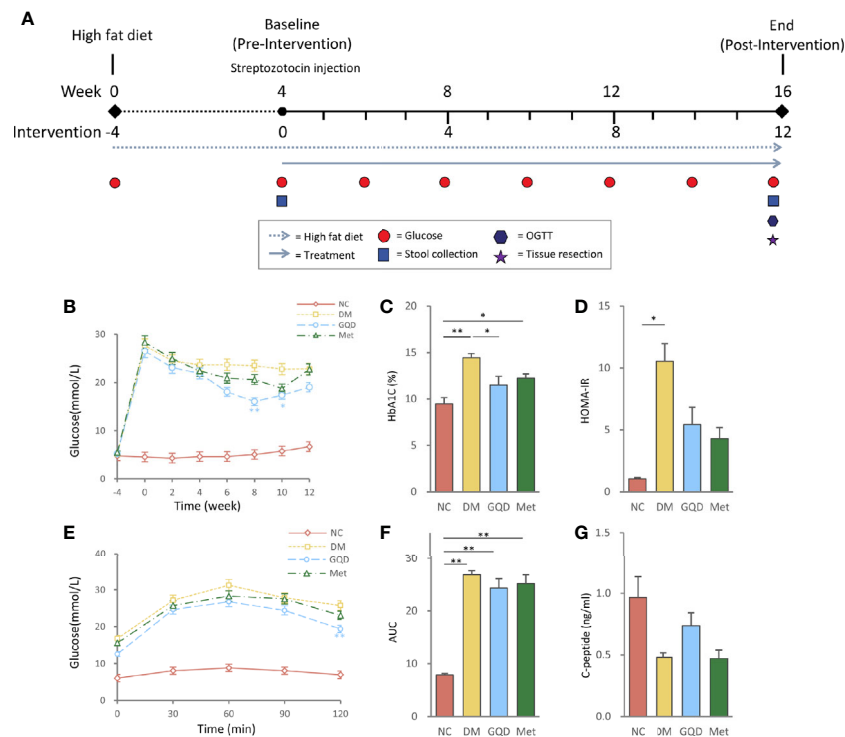 A
High fat diet
Baseline
(Pre-Intervention)
Streptozotocin injection
End
(Post-Intervention)
Week 0 4 8 12 16
Intervention -4 0 4 8 12
= High fat diet = Glucose = OGTT
= Treatment = Stool collection = Tissue resection
B
NC
DM
GQD
Met
Glucose(mmol/L)
30
20
10
0
-4 0 2 4 6 8 10 12
Time (week)
**
*
C
HbA1C (%)
20
15
10
5
0
*
** *
NC DM GQD Met
D
HOMA-IR
15
10
5
0
*
NC DM GQD Met
E
NC
DM
GQD
Met
Glucose(mmol/L)
40
30
20
10
0
0 30 60 90 120
Time (min)
**
F
AUC
30
20
10
0
**
**
**
NC DM GQD Met
G
C-peptide (ng/ml)
1.5
1.0
0.5
0.0
NC DM GQD Met